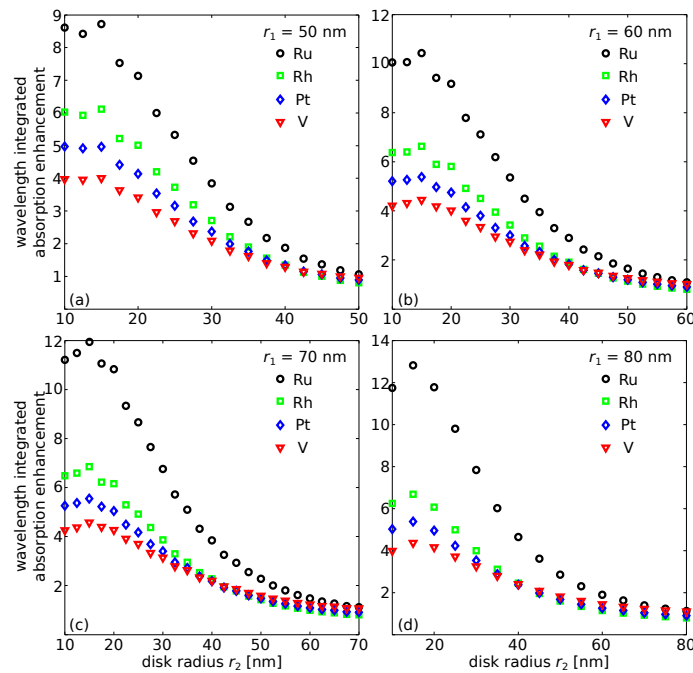 r1 = 50 nm
Ru
Rh
Pt
V
9
8
7
6
5
4
3
2
1
(a)
10 20 30 40 50
wavelength integrated
absorption enhancement
r1 = 60 nm
Ru
Rh
Pt
V
12
10
8
6
4
2
(b)
10 20 30 40 50 60
r1 = 70 nm
Ru
Rh
Pt
V
12
10
8
6
4
2
(c)
10 20 30 40 50 60 70
wavelength integrated
absorption enhancement
disk radius r2 [nm]
r1 = 80 nm
Ru
Rh
Pt
V
14
12
10
8
6
4
2
(d)
20 30 40 50 60 70 80
disk radius r2 [nm]